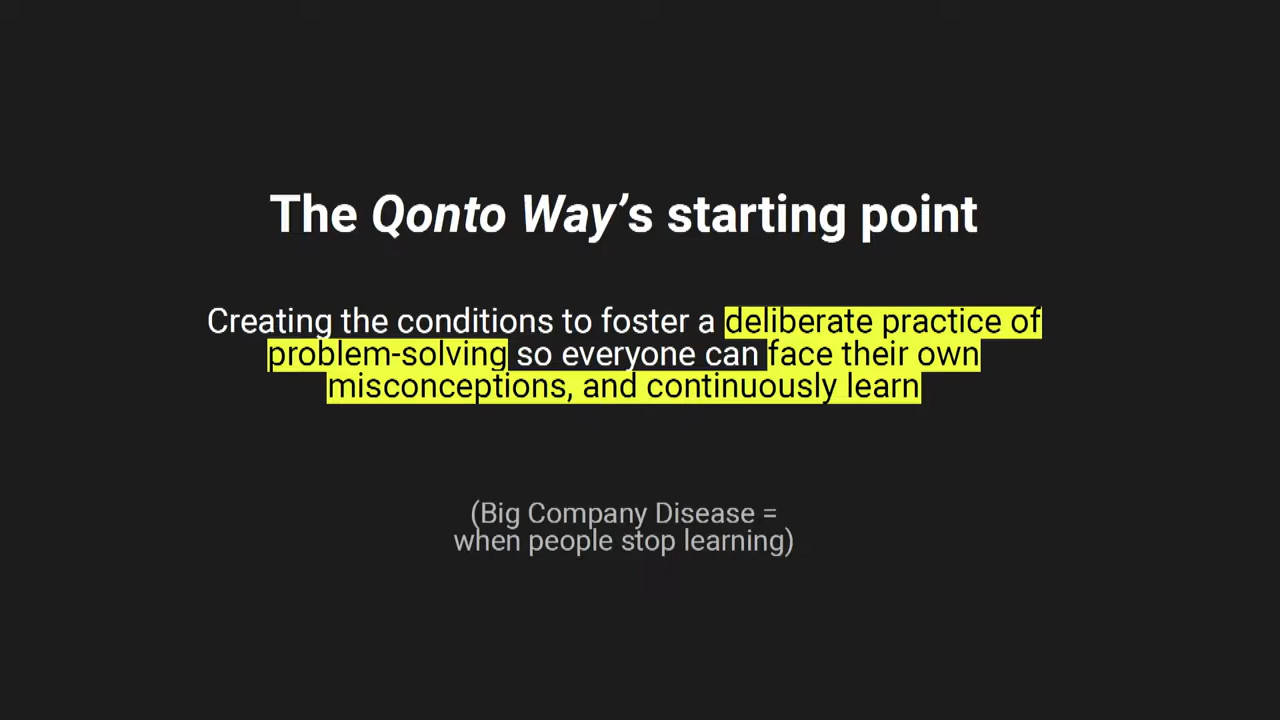 The Qonto Way’s starting point
Creating the conditions to foster a deliberate practice of
problem-solving so everyone can face their own
misconceptions, and continuously learn
(Big Company Disease =
when people stop learning)